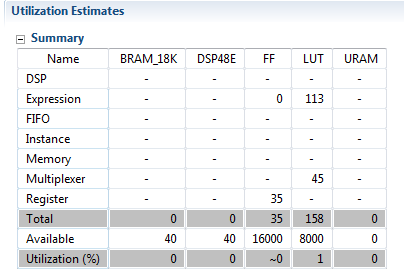 Utilization Estimates
Summary
Name BRAM_18K DSP48E FF LUT URAM
DSP - - - - -
Expression - - 0 113 -
FIFO - - - - -
Instance - - - - -
Memory - - - - -
Multiplexer - - - 45 -
Register - - 35 - -
Total 0 0 35 158 0
Available 40 40 16000 8000 0
Utilization (%) 0 0 ~0 1 0